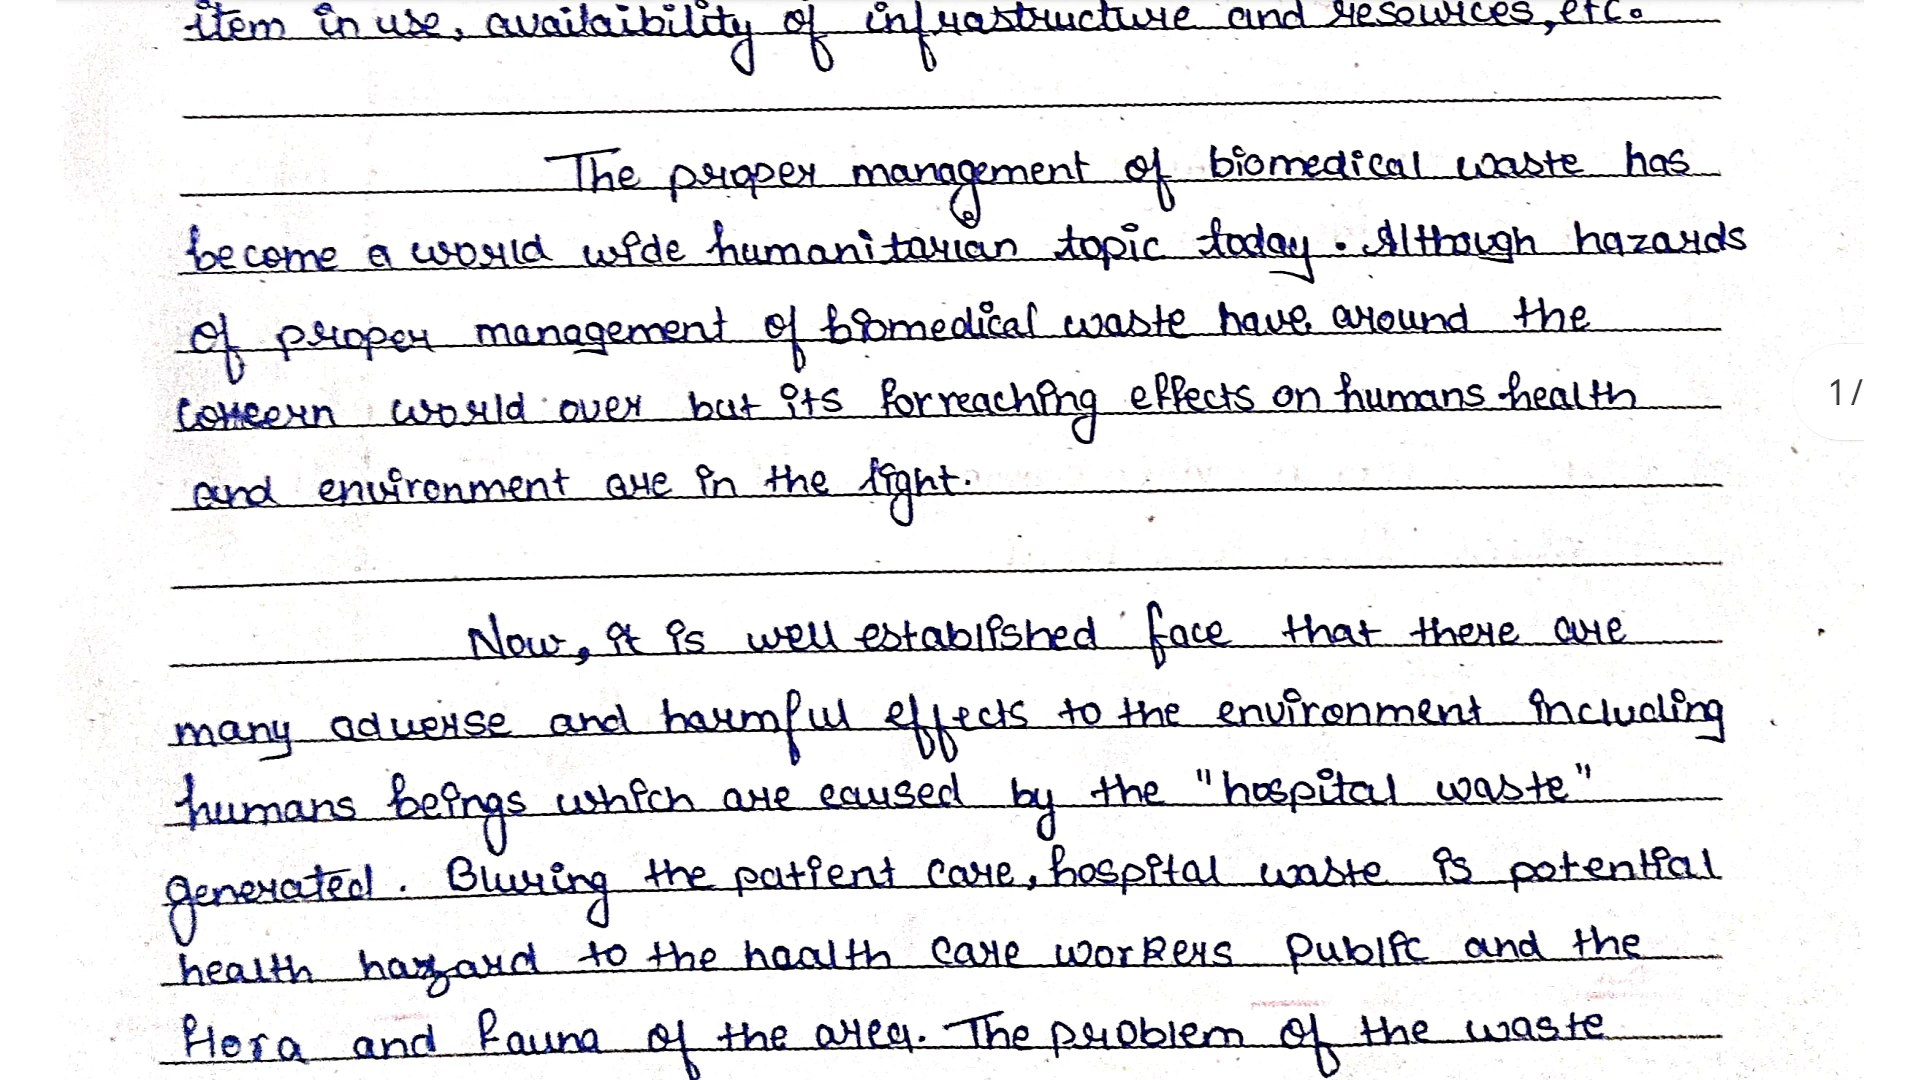 item in use, availaibility of infrastructure and resources, etc.
The proper management of biomedical waste has
become a world wide humanitarian topic today. Although hazards
of proper management of biomedical waste have around the
concern world over but its forreaching effects on humans health
and environment are in the light.
Now, it is well established face that there are
many adverse and harmful effects to the environment including
humans beings which are caused by the "hospital waste"
generated. Bluring the patient care, hospital waste is potential
health hazard to the haalth care workers public and the
flora and fauna of the area. The problem of the waste
1/